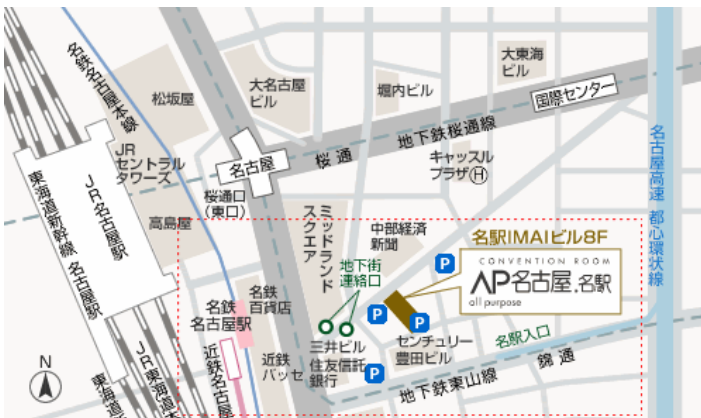 名鉄名古屋本線
松坂屋
大名古屋
ビル
堀内ビル
大東海
ビル
国際センター
地下鉄桜通線
桜通
名古屋
キャッスル
プラザ Ⓗ
名古屋高速 都心環状線
JR
セントラル
タワーズ
JR名古屋駅
東海道新幹線 名古屋駅
桜通口
(東口)
高島屋
ミッドランド
スクエア
中部経済
新聞
名駅IMAIビル8F
CONVENTION ROOM
AP名古屋.名駅
all purpose
P
地下街
連絡口
名鉄
百貨店
名鉄
名古屋駅
P
P
三井ビル
住友信託
銀行
センチュリー
豊田ビル
名駅入口
錦通
地下鉄東山線
P
近鉄
パッセ
近鉄名古屋
JR東海道本線
東海道
N